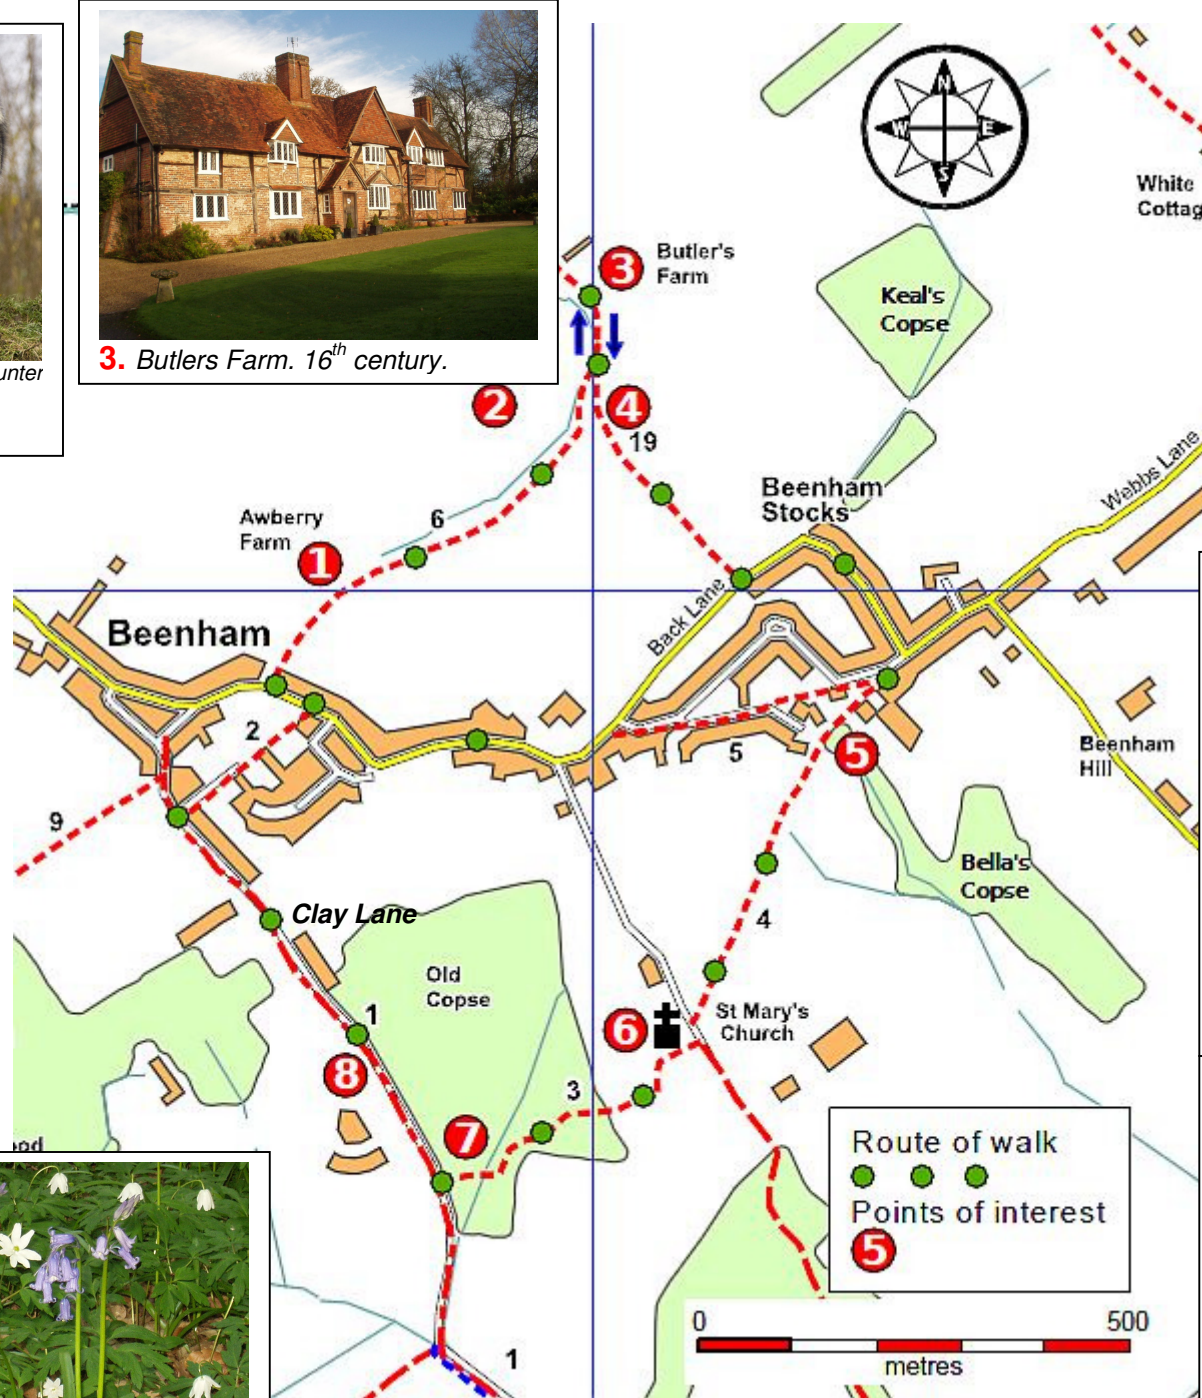 unter
3. Butlers Farm. 16th century.
N
W E
S
White
Cottag
3
Butler's
Farm
Keal's
Copse
2
4
19
Webbs Lane
Beenham
Stocks
6
Awberry
Farm
1
Back Lane
Beenham
2
5
5
Beenham
Hill
9
Bella's
Copse
Clay Lane
4
Old
Copse
1
6
St Mary's
Church
8
3
7
ood
Route of walk
Points of interest
5
0 500
metres
1